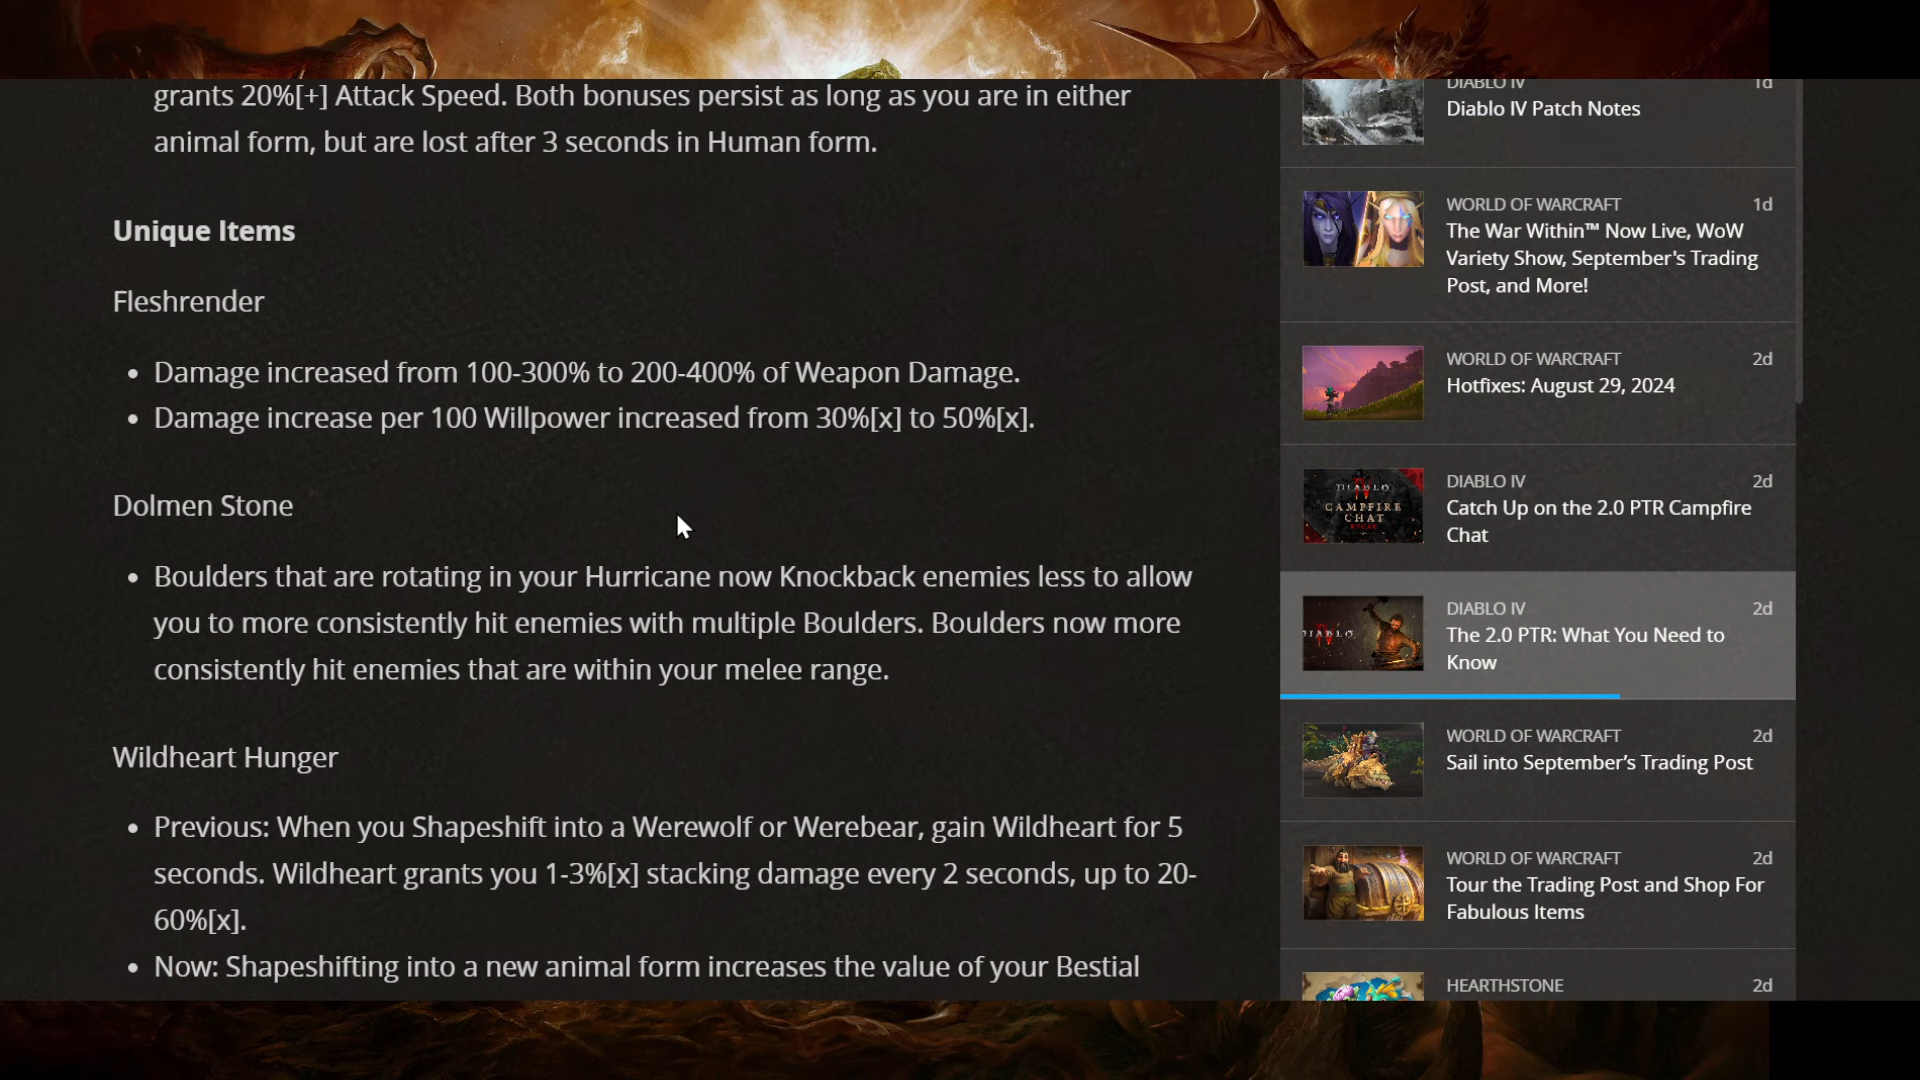 grants 20%[+] Attack Speed. Both bonuses persist as long as you are in either
animal form, but are lost after 3 seconds in Human form.
Unique Items
Fleshrender
• Damage increased from 100-300% to 200-400% of Weapon Damage.
• Damage increase per 100 Willpower increased from 30%[x] to 50%[x].
Dolmen Stone
• Boulders that are rotating in your Hurricane now Knockback enemies less to allow
you to more consistently hit enemies with multiple Boulders. Boulders now more
consistently hit enemies that are within your melee range.
Wildheart Hunger
• Previous: When you Shapeshift into a Werewolf or Werebear, gain Wildheart for 5
seconds. Wildheart grants you 1-3%[x] stacking damage every 2 seconds, up to 20-
60%[x].
• Now: Shapeshifting into a new animal form increases the value of your Bestial
DIABLO IV 1d
Diablo IV Patch Notes
WORLD OF WARCRAFT 1d
The War Within™ Now Live, WoW
Variety Show, September's Trading
Post, and More!
WORLD OF WARCRAFT 2d
Hotfixes: August 29, 2024
DIABLO
CAMPFIRE
CHAT
DIABLO IV 2d
Catch Up on the 2.0 PTR Campfire
Chat
DIABLO
DIABLO IV 2d
The 2.0 PTR: What You Need to
Know
WORLD OF WARCRAFT 2d
Sail into September’s Trading Post
WORLD OF WARCRAFT 2d
Tour the Trading Post and Shop For
Fabulous Items
HEARTHSTONE 2d